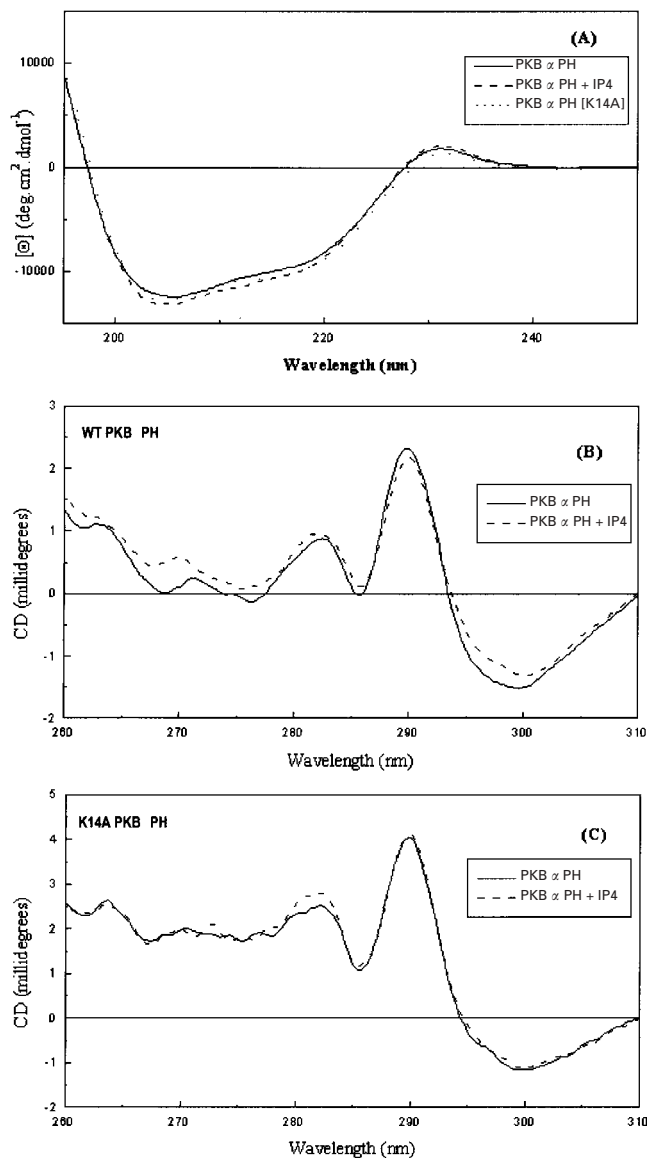 (A)
PKB α PH
PKB α PH + IP4
PKB α PH [K14A]
10000
0
-10000
[Θ] (deg.cm² dmol⁻¹)
200
220
240
Wavelength (nm)
WT PKB PH
(B)
PKB α PH
PKB α PH + IP4
3
2
1
0
-1
-2
CD (millidegrees)
260
270
280
290
300
310
Wavelength (nm)
K14A PKB PH
(C)
PKB α PH
PKB α PH + IP4
5
4
3
2
1
0
-1
-2
CD (millidegrees)
260
270
280
290
300
310
Wavelength (nm)